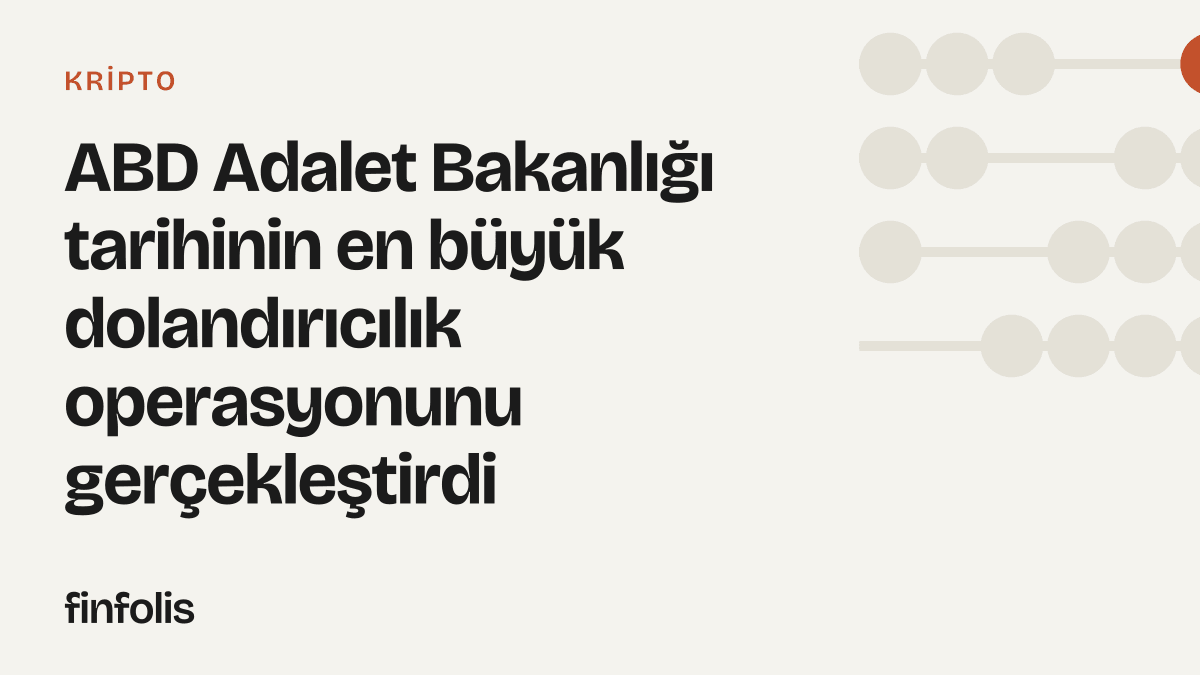 KRİPTO
ABD Adalet Bakanlığı
tarihinin en büyük
dolandırıcılık
operasyonunu
gerçekleştirdi
finfolis